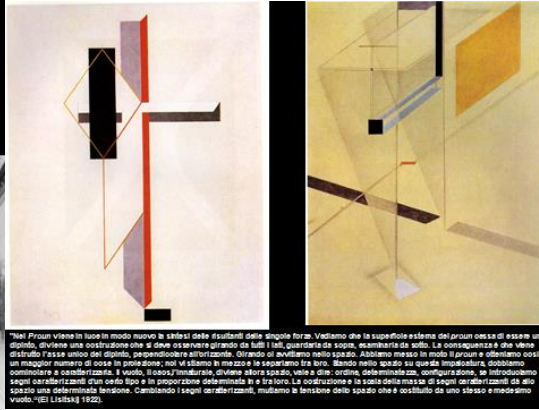 "Nel Proun viene in luce in modo nuovo la sintesi delle risultanti delle singole forze. Vediamo che la superficie esterna del proun cessa di essere un
dipinto, diviene una costruzione che si deve osservare girando da tutti i lati, guardarla da sopra, esaminarla da sotto. La conseguenza è che viene
distrutto l'asse unico del dipinto, perpendicolare all'orizzonte. Girando ci avvitiamo nello spazio. Abbiamo messo in moto il proun e otteniamo così
un maggior numero di assi in proiezione; noi vi stiamo in mezzo e le separiamo tra loro. Stando nello spazio su questa impalcatura, dobbiamo
cominciare a caratterizzarla. Il vuoto, il caos, l'innaturale, diviene allora spazio, vale a dire: ordine, determinatezza, configurazione, se introduciamo
segni caratterizzanti d'un certo tipo e in proporzione determinata in e tra loro. La costruzione e la scala della massa di segni caratterizzanti dà allo
spazio una determinata tensione. Cambiando i segni caratterizzanti, mutiamo la tensione dello spazio che è costituito da uno stesso e medesimo
vuoto."(El Lisitskij 1922).